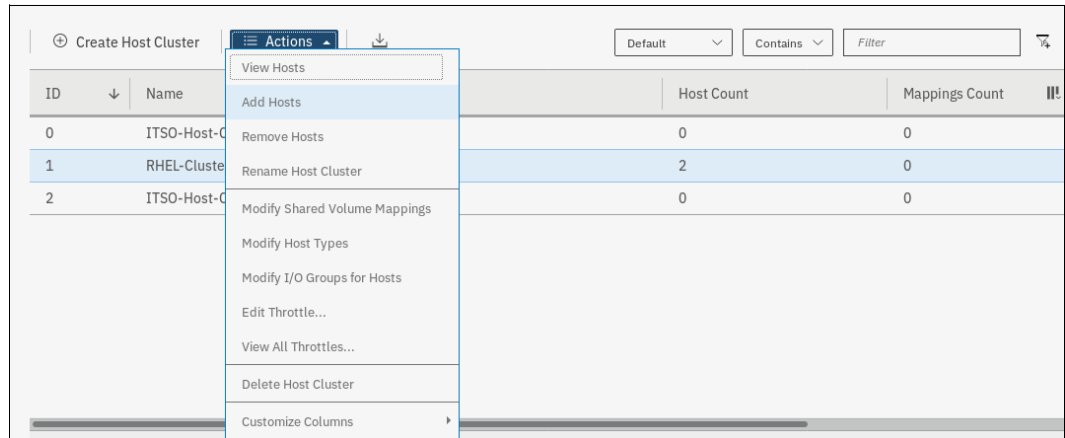 Create Host Cluster Actions Default Contains Filter
View Hosts
ID Name Host Count Mappings Count
Add Hosts
0 ITSO-Host-C 0 0
Remove Hosts
1 RHEL-Cluste 2 0
Rename Host Cluster
2 ITSO-Host-C 0 0
Modify Shared Volume Mappings
Modify Host Types
Modify I/O Groups for Hosts
Edit Throttle...
View All Throttles...
Delete Host Cluster
Customize Columns